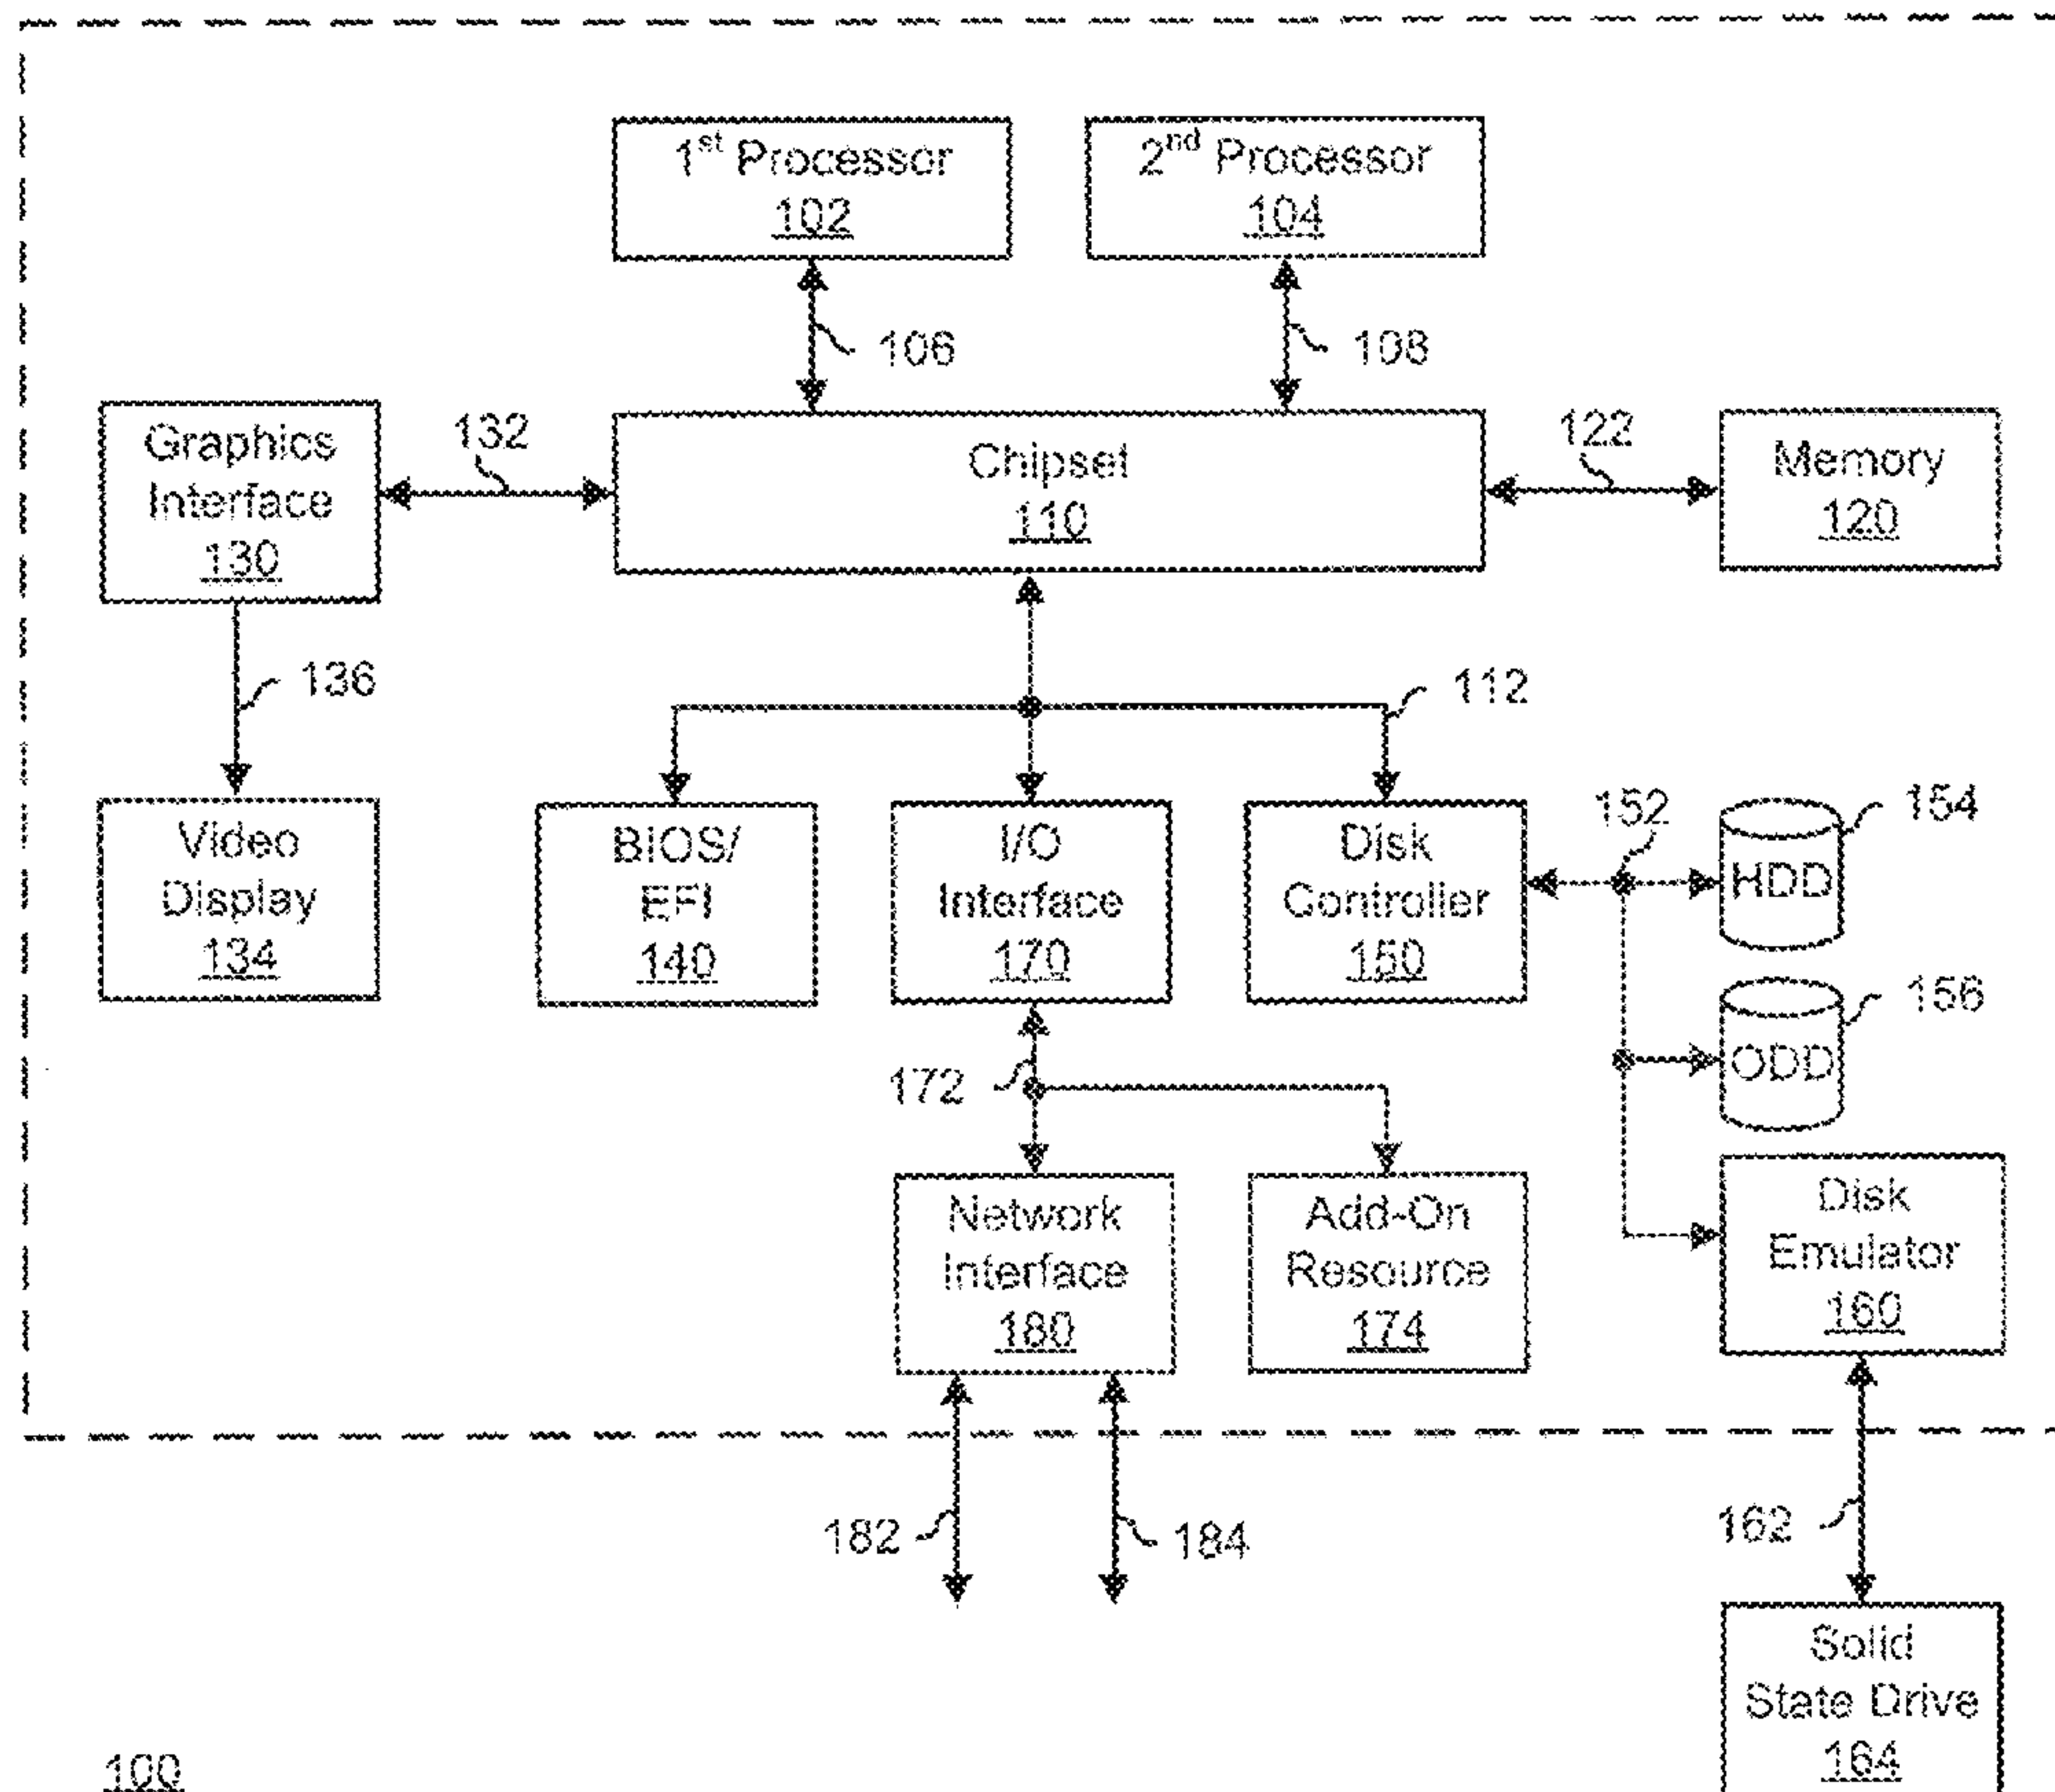 1st Processor
102
2nd Processor
104
106
108
Graphics
Interface
130
132
Chipset
110
122
Memory
120
136
112
Video
Display
134
BIOS/
EFI
140
I/O
Interface
170
Disk
Controller
150
152
154
HDD
156
ODD
172
Network
Interface
180
Add-On
Resource
174
Disk
Emulator
160
182
184
162
Solid
State Drive
164
100